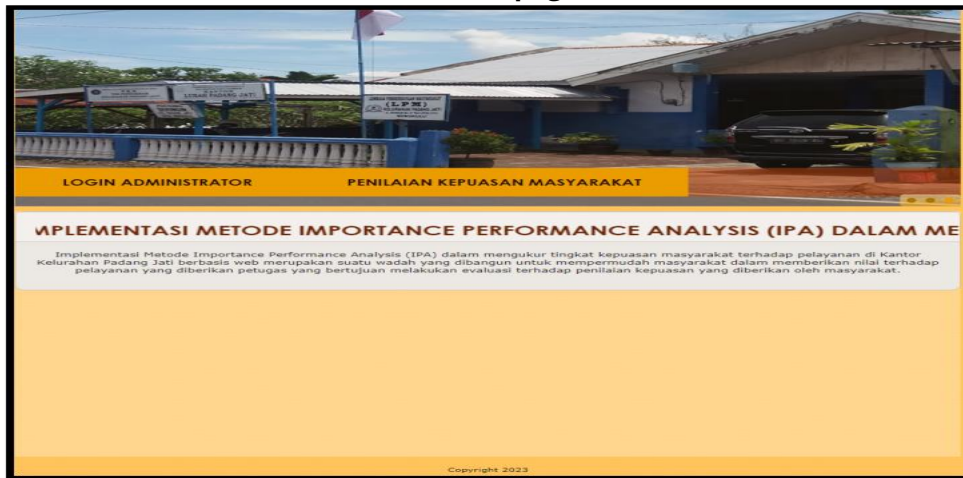 LURAH PADANG JATI
(LPM)
LOGIN ADMINISTRATOR
PENILAIAN KEPUASAN MASYARAKAT
MPLEMENTASI METODE IMPORTANCE PERFORMANCE ANALYSIS (IPA) DALAM ME
Implementasi Metode Importance Performance Analysis (IPA) dalam mengukur tingkat kepuasan masyarakat terhadap pelayanan di Kantor
Kelurahan Padang Jati berbasis web merupakan suatu wadah yang dibangun untuk mempermudah masyarakat dalam memberikan nilai terhadap
pelayanan yang diberikan petugas yang bertujuan melakukan evaluasi terhadap penilaian kepuasan yang diberikan oleh masyarakat.
Copyright 2023